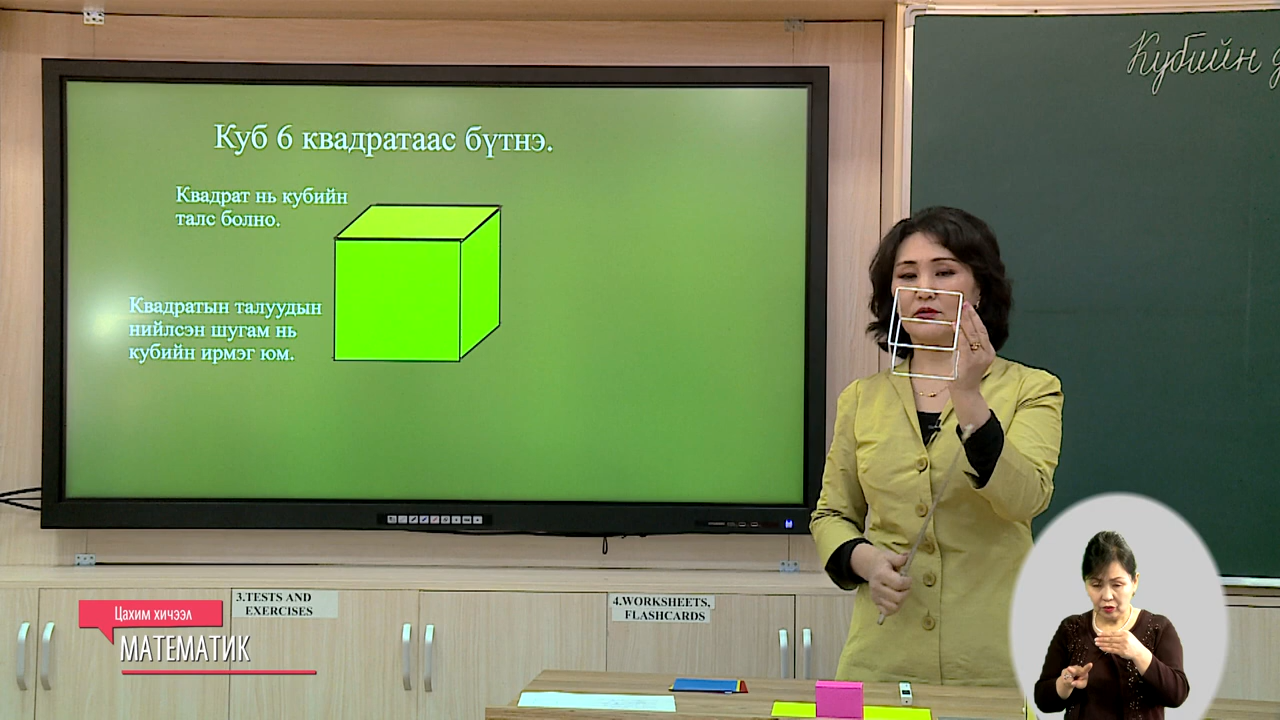 Куб 6 квадратаас бүтнэ.
Квадрат нь кубийн
талс болно.
Квадратын талуудын
нийлсэн шугам нь
кубийн ирмэг юм.
Кубийн
3.TESTS AND
EXERCISES
4.WORKSHEETS,
FLASHCARDS
Цахим хичээл
МАТЕМАТИК